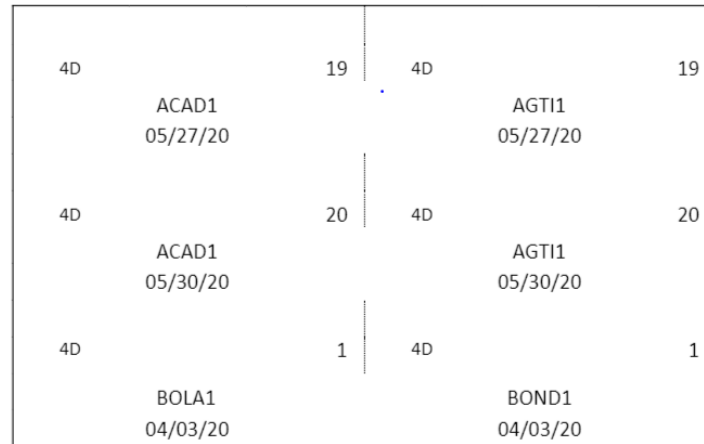 4D 19 4D 19
ACAD1 AGTI1
05/27/20 05/27/20
4D 20 4D 20
ACAD1 AGTI1
05/30/20 05/30/20
4D 1 4D 1
BOLA1 BOND1
04/03/20 04/03/20